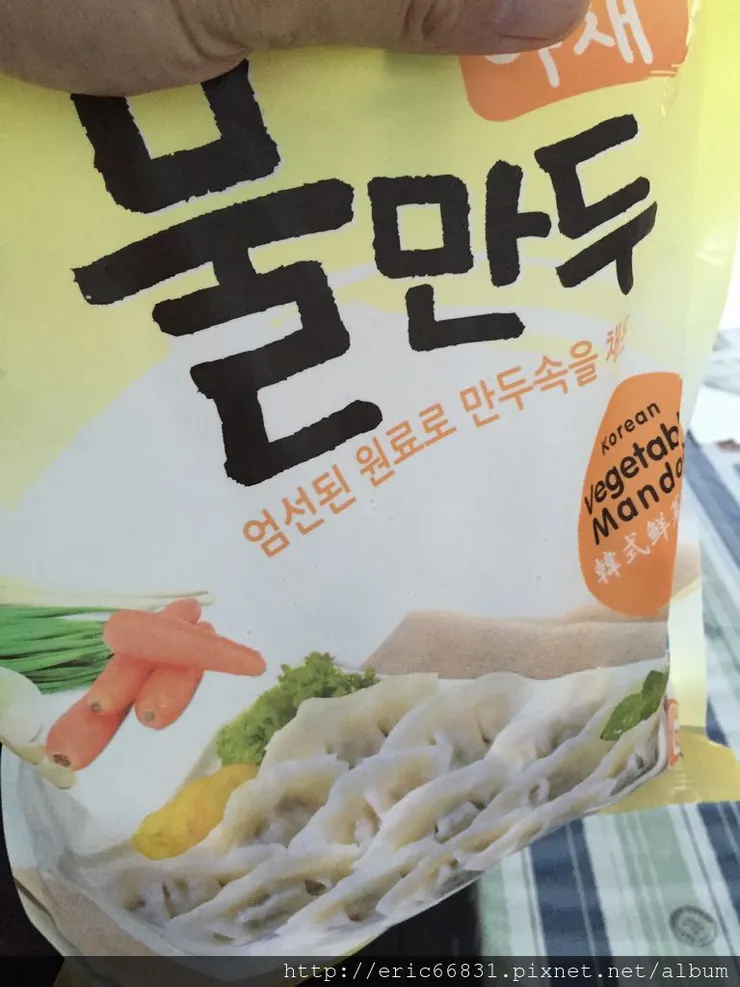 물만두
엄선된 원료로 만두속을
Korean
Vegetab
Mando
韓式鮮
http://eric66831.pixnet.net/album